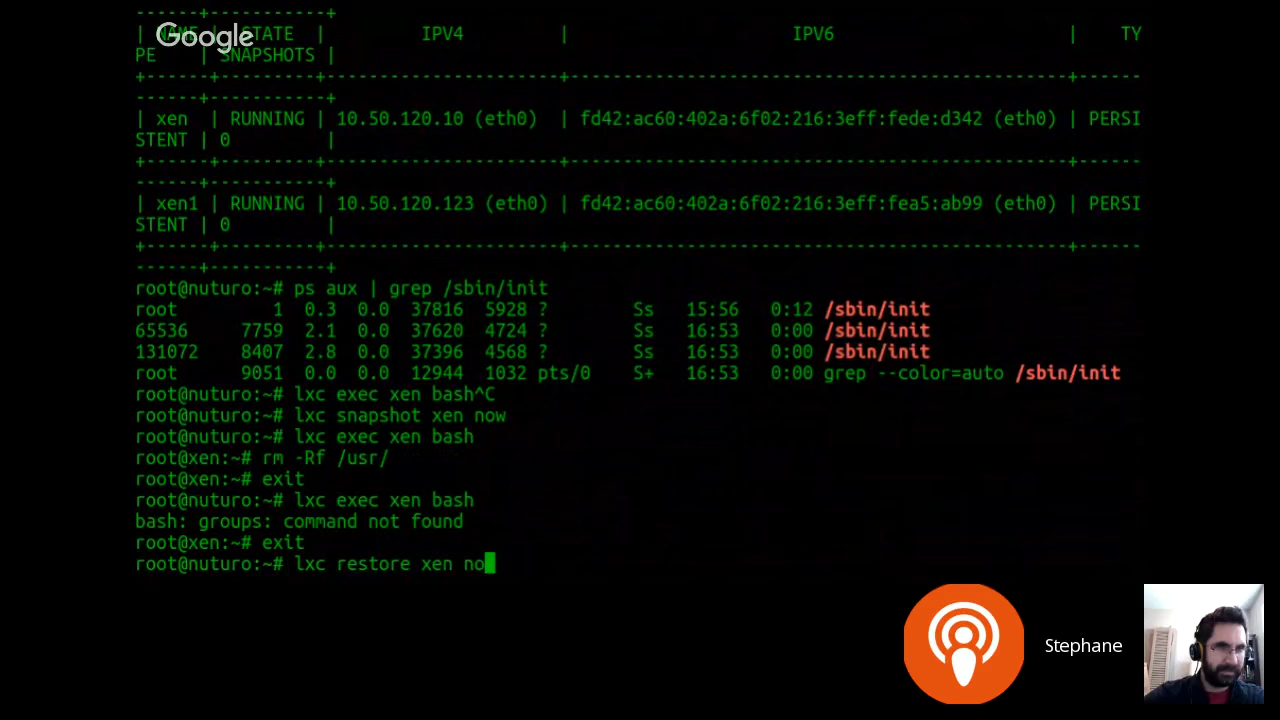 ------+-----------+
| NAME | STATE | IPV4 | IPV6 | TY
Google
PE | SNAPSHOTS |
+------+---------+----------------------+-----------------------------------------------+------
------+-----------+
| xen | RUNNING | 10.50.120.10 (eth0) | fd42:ac60:402a:6f02:216:3eff:fede:d342 (eth0) | PERSI
STENT | 0 |
+------+---------+----------------------+-----------------------------------------------+------
------+-----------+
| xen1 | RUNNING | 10.50.120.123 (eth0) | fd42:ac60:402a:6f02:216:3eff:fea5:ab99 (eth0) | PERSI
STENT | 0 |
+------+---------+----------------------+-----------------------------------------------+------
------+-----------+
root@nuturo:~# ps aux | grep /sbin/init
root 1 0.3 0.0 37816 5928 ? Ss 15:56 0:12 /sbin/init
65536 7759 2.1 0.0 37620 4724 ? Ss 16:53 0:00 /sbin/init
131072 8407 2.8 0.0 37396 4568 ? Ss 16:53 0:00 /sbin/init
root 9051 0.0 0.0 12944 1032 pts/0 S+ 16:53 0:00 grep --color=auto /sbin/init
root@nuturo:~# lxc exec xen bash^C
root@nuturo:~# lxc snapshot xen now
root@nuturo:~# lxc exec xen bash
root@xen:~# rm -Rf /usr/
root@xen:~# exit
root@nuturo:~# lxc exec xen bash
bash: groups: command not found
root@xen:~# exit
root@nuturo:~# lxc restore xen no
Stephane